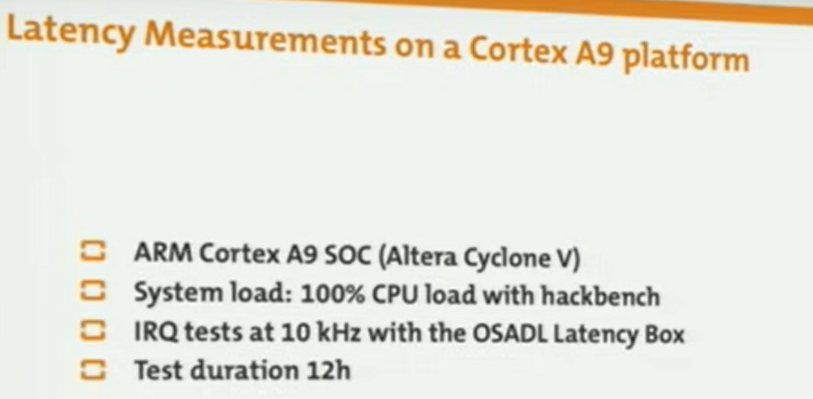 Latency Measurements on a Cortex A9 platform
ARM Cortex A9 SOC (Altera Cyclone V)
System load: 100% CPU load with hackbench
IRQ tests at 10 kHz with the OSADL Latency Box
Test duration 12h